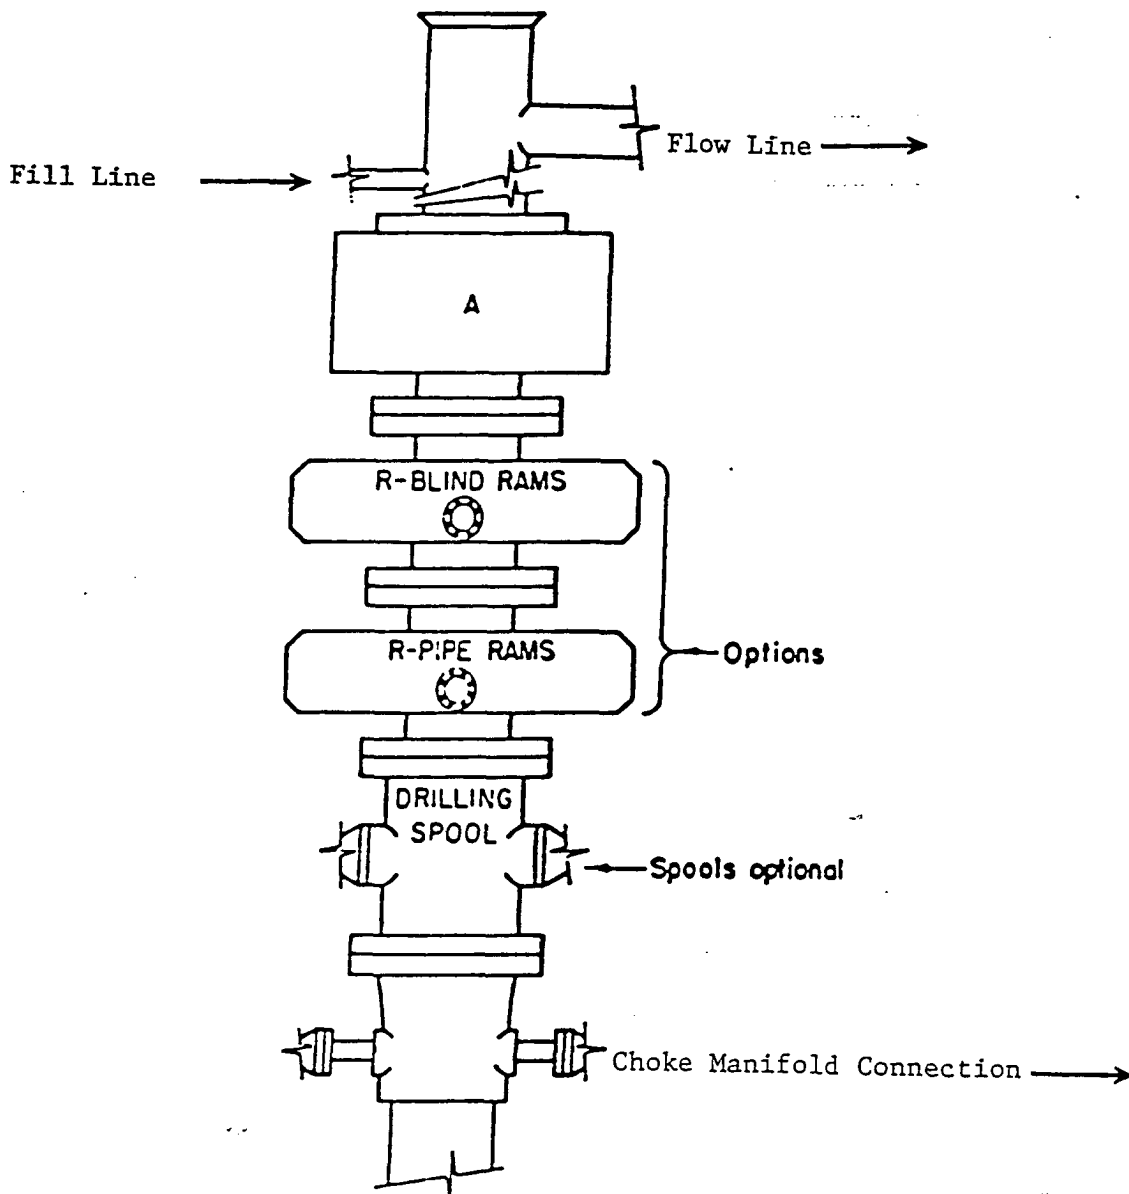 Flow Line
Fill Line
A
R-BLIND RAMS
R-PIPE RAMS
Options
DRILLING
SPOOL
Spools optional
Choke Manifold Connection